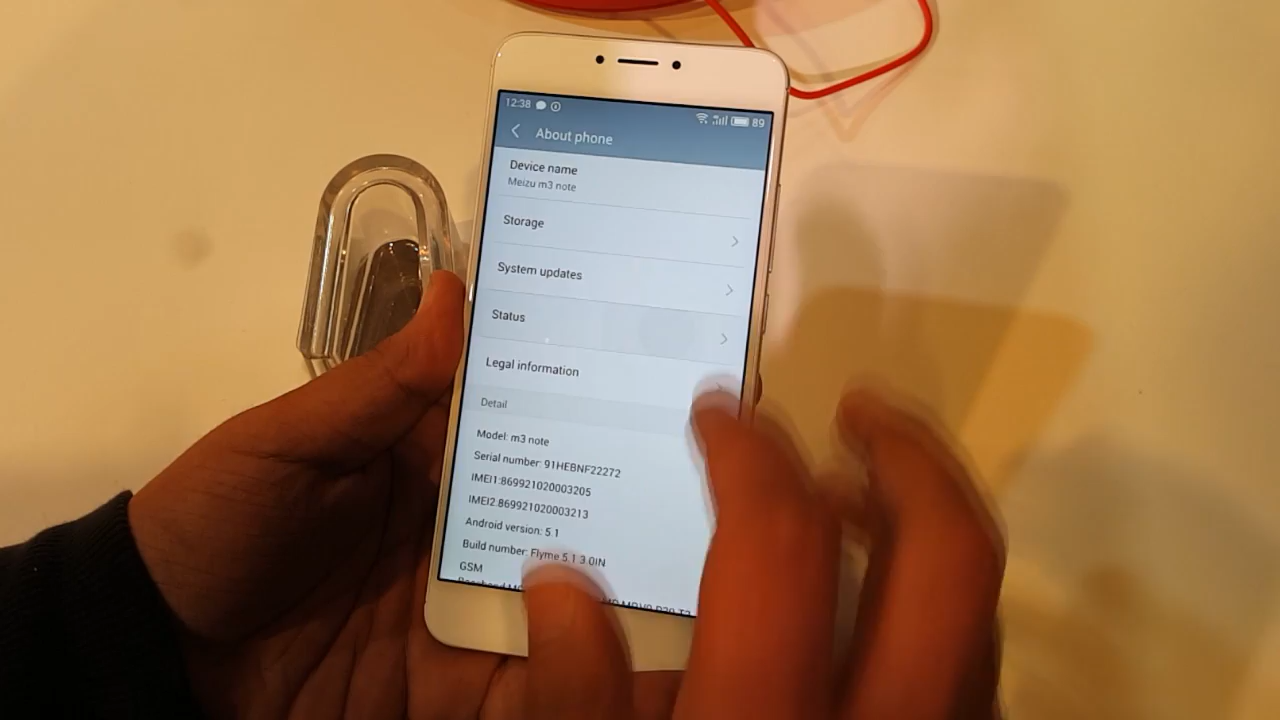 12:38
89
About phone
Device name
Meizu m3 note
Storage
System updates
Status
Legal information
Detail
Model: m3 note
Serial number: 91HEBNF22272
IMEI1:869921020003205
IMEI2:869921020003213
Android version: 5.1
Build number: Flyme 5.1.3.0IN
GSM